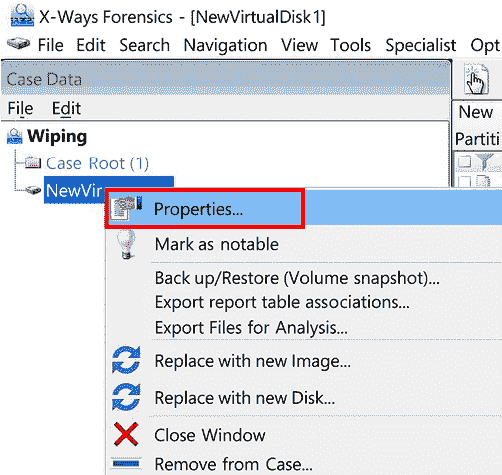 X-Ways Forensics - [NewVirtualDisk1]
File Edit Search Navigation View Tools Specialist Opt
Case Data
File Edit
New
Partiti
Wiping
Case Root (1)
NewVir
Properties...
Mark as notable
Back up/Restore (Volume snapshot)...
Export report table associations...
Export Files for Analysis...
Replace with new Image...
Replace with new Disk...
Close Window
Remove from Case...